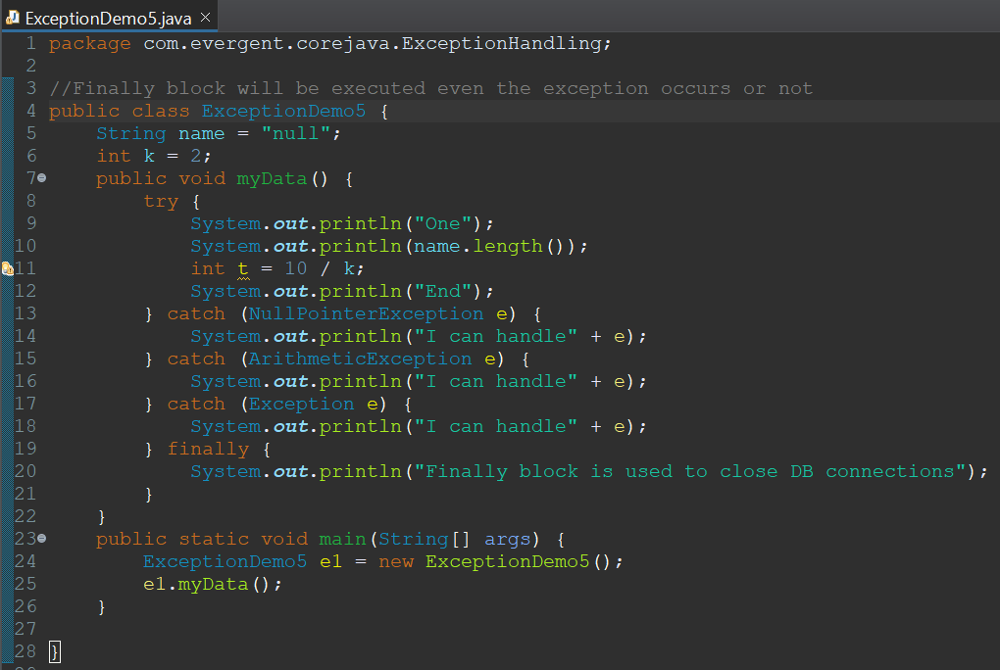 ExceptionDemo5.java ×
1 package com.evergent.corejava.ExceptionHandling;
2
3 //Finally block will be executed even the exception occurs or not
4 public class ExceptionDemo5 {
5     String name = "null";
6     int k = 2;
7     public void myData() {
8         try {
9             System.out.println("One");
10             System.out.println(name.length());
11             int t = 10 / k;
12             System.out.println("End");
13         } catch (NullPointerException e) {
14             System.out.println("I can handle" + e);
15         } catch (ArithmeticException e) {
16             System.out.println("I can handle" + e);
17         } catch (Exception e) {
18             System.out.println("I can handle" + e);
19         } finally {
20             System.out.println("Finally block is used to close DB connections");
21         }
22     }
23     public static void main(String[] args) {
24         ExceptionDemo5 e1 = new ExceptionDemo5();
25         e1.myData();
26     }
27
28 }